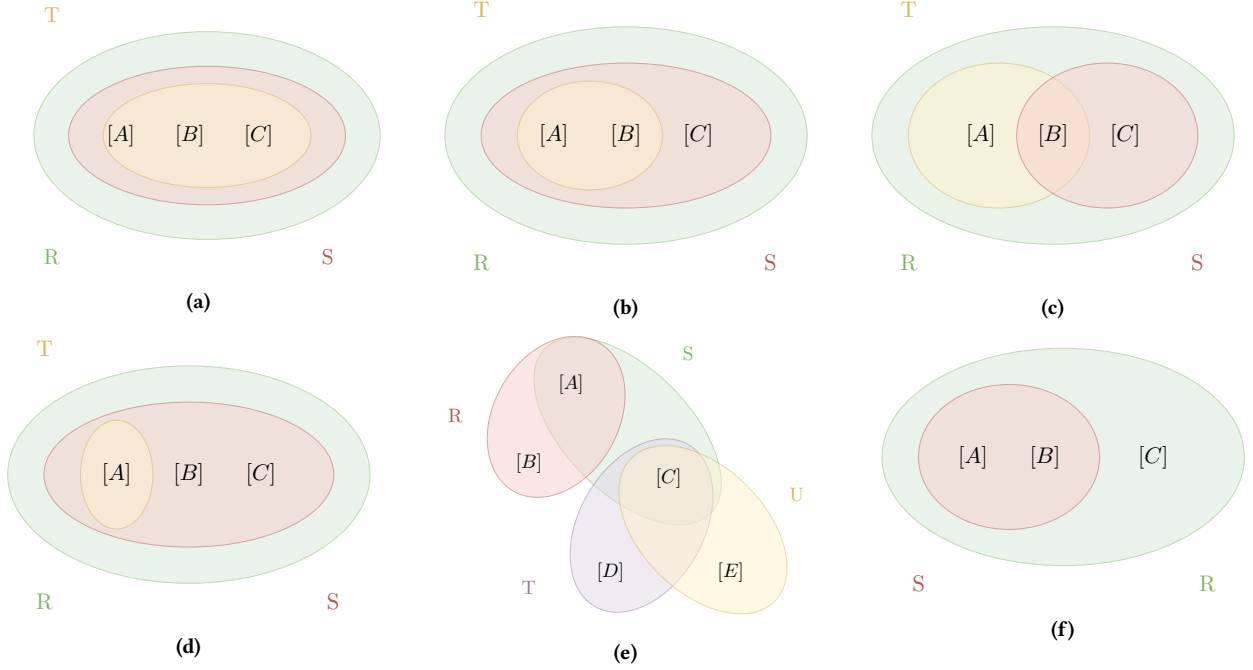 T
[A] [B] [C]
R S
(a)
T
[A] [B] [C]
R S
(b)
T
[A] [B] [C]
R S
(c)
T
[A] [B] [C]
R S
(d)
S
[A]
R
[B] [C]
U
[D] [E]
T
(e)
[A] [B] [C]
S R
(f)